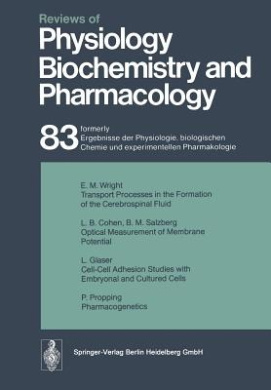 Reviews of
Physiology
Biochemistry and
Pharmacology
83 formerly
Ergebnisse der Physiologie, biologischen
Chemie und experimentellen Pharmakologie
E. M. Wright
Transport Processes in the Formation
of the Cerebrospinal Fluid
L. B. Cohen, B. M. Salzberg
Optical Measurement of Membrane
Potential
L. Glaser
Cell-Cell Adhesion Studies with
Embryonal and Cultured Cells
P. Propping
Pharmacogenetics
Springer-Verlag Berlin Heidelberg GmbH